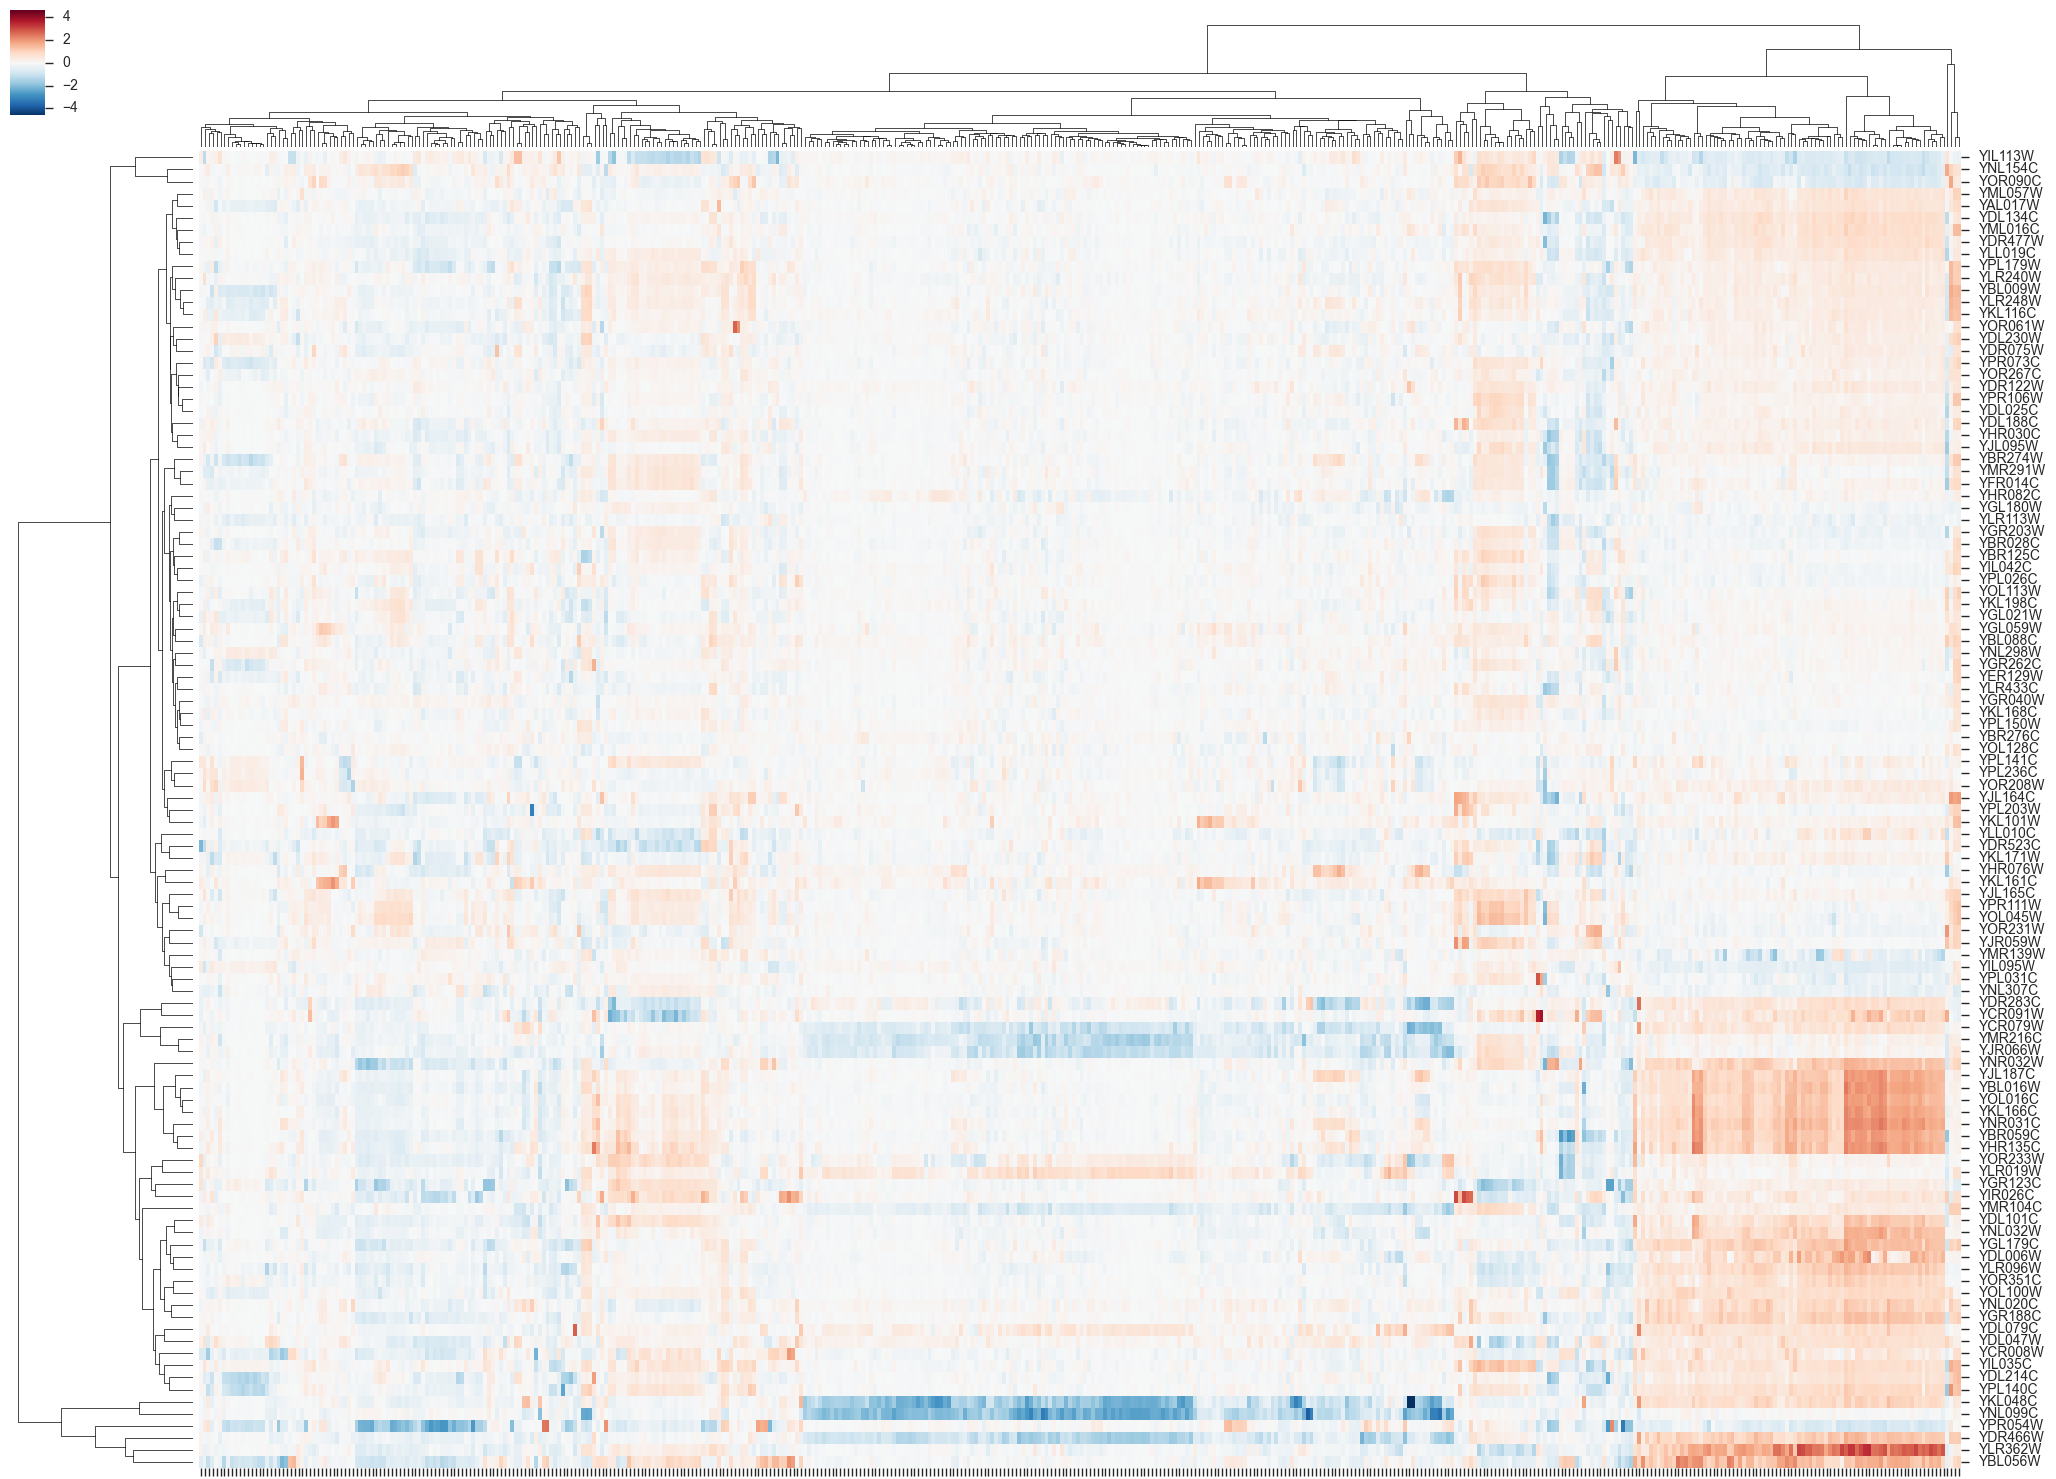 4
2
0
−2
−4
YIL113W
YNL154C
YOR090C
YML057W
YAL017W
YDL134C
YML016C
YDR477W
YLL019C
YPL179W
YLR240W
YBL009W
YLR248W
YKL116C
YOR061W
YDL230W
YDR075W
YPR073C
YOR267C
YDR122W
YPR106W
YDL025C
YDL188C
YHR030C
YJL095W
YBR274W
YMR291W
YFR014C
YHR082C
YGL180W
YLR113W
YGR203W
YBR028C
YBR125C
YIL042C
YPL026C
YOL113W
YKL198C
YGL021W
YGL059W
YBL088C
YNL298W
YGR262C
YER129W
YLR433C
YGR040W
YKL168C
YPL150W
YBR276C
YOL128C
YPL141C
YPL236C
YOR208W
YJL164C
YPL203W
YKL101W
YLL010C
YDR523C
YKL171W
YHR076W
YKL161C
YJL165C
YPR111W
YOL045W
YOR231W
YJR059W
YMR139W
YIL095W
YPL031C
YNL307C
YDR283C
YCR091W
YCR079W
YMR216C
YJR066W
YNR032W
YJL187C
YBL016W
YOL016C
YKL166C
YNR031C
YBR059C
YHR135C
YOR233W
YLR019W
YGR123C
YIR026C
YMR104C
YDL101C
YNL032W
YGL179C
YDL006W
YLR096W
YOR351C
YOL100W
YNL020C
YGR188C
YDL079C
YDL047W
YCR008W
YIL035C
YDL214C
YPL140C
YKL048C
YNL099C
YPR054W
YDR466W
YLR362W
YBL056W